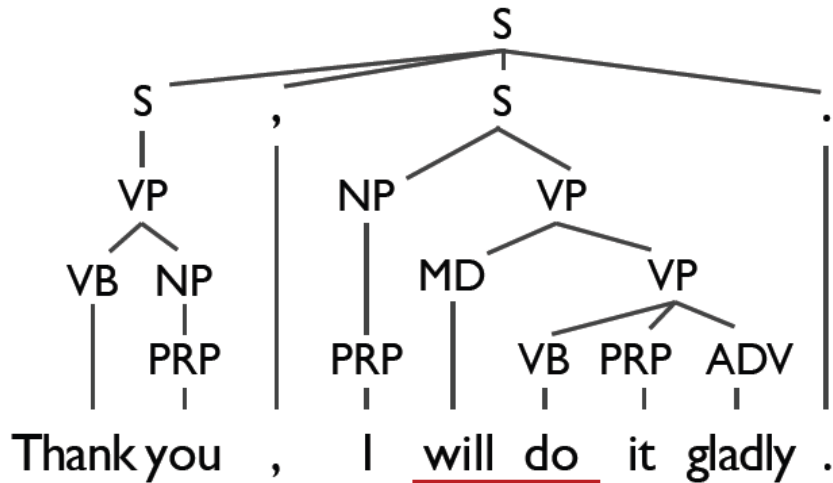 S
S , S .
VP NP VP
VB NP MD VP
PRP PRP VB PRP ADV
Thank you , I will do it gladly .